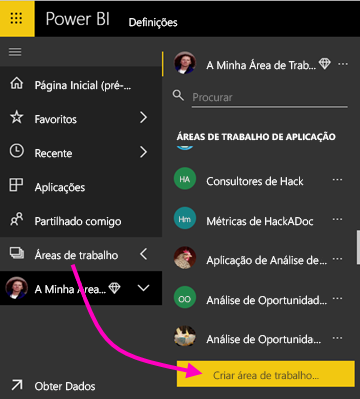 Power BI
Definições
Página Inicial (pré-...
Favoritos
Recente
Aplicações
Partilhado comigo
Áreas de trabalho
A Minha Área...
Obter Dados
A Minha Área de Trab...
Procurar
ÁREAS DE TRABALHO DE APLICAÇÃO
HA Consultores de Hack
Hm Métricas de HackADoc
Aplicação de Análise de...
OO Análise de Oportunidad...
Análise de Oportunida...
Criar área de trabalho...